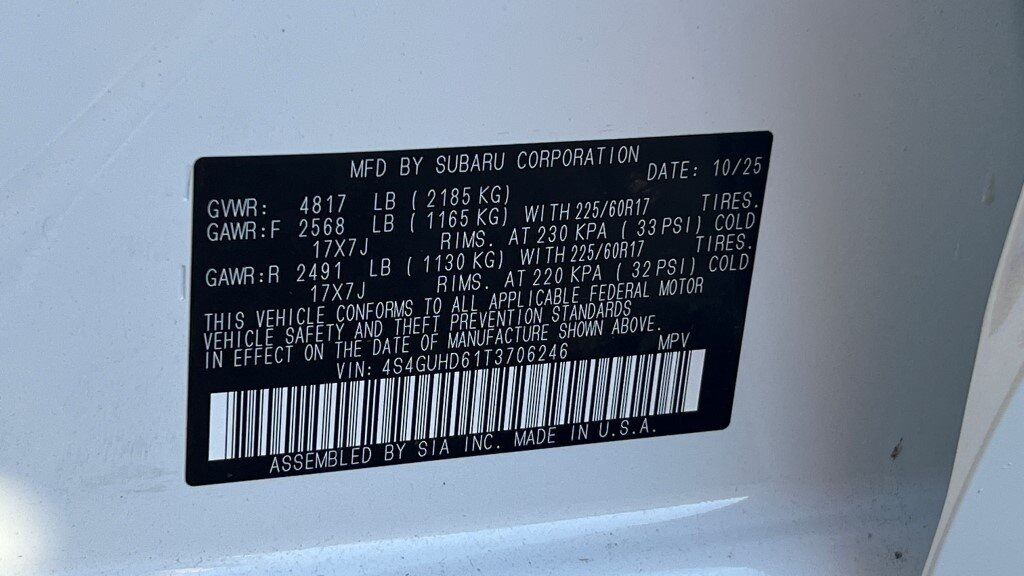 MFD BY SUBARU CORPORATION DATE: 10/25
GVWR: 4817 LB ( 2185 KG)
GAWR:F 2568 LB ( 1165 KG) WITH 225/60R17 TIRES.
17X7J RIMS. AT 230 KPA ( 33 PSI) COLD
GAWR:R 2491 LB ( 1130 KG) WITH 225/60R17 TIRES.
17X7J RIMS. AT 220 KPA ( 32 PSI) COLD
THIS VEHICLE CONFORMS TO ALL APPLICABLE FEDERAL MOTOR
VEHICLE SAFETY AND THEFT PREVENTION STANDARDS
IN EFFECT ON THE DATE OF MANUFACTURE SHOWN ABOVE.
VIN: 4S4GUHD61T3706246 MPV
ASSEMBLED BY SIA INC. MADE IN U.S.A.